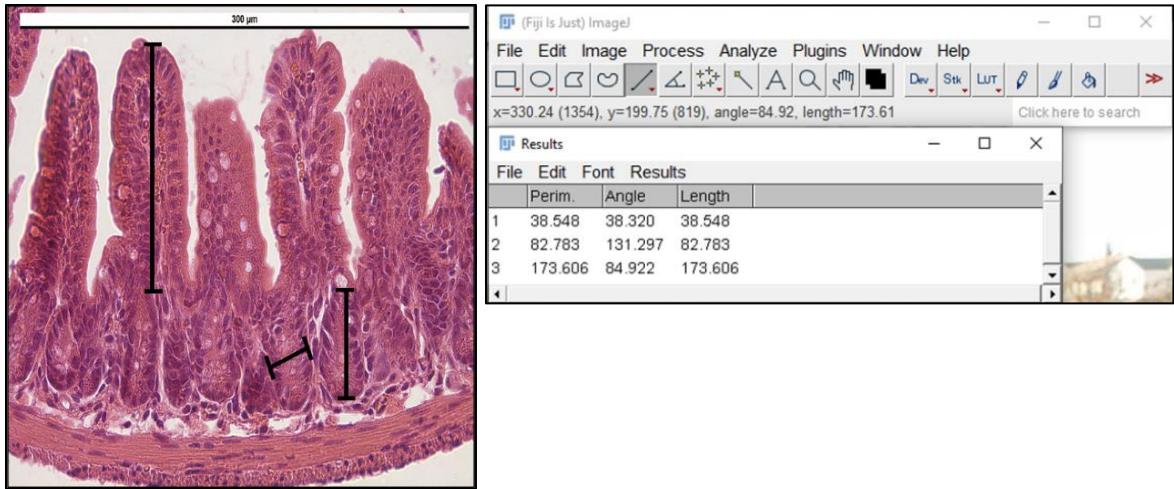 300 µm
(Fiji Is Just) ImageJ
File Edit Image Process Analyze Plugins Window Help
A Dev Stk LUT
x=330.24 (1354), y=199.75 (819), angle=84.92, length=173.61 Click here to search
Results
File Edit Font Results
Perim. Angle Length
1 38.548 38.320 38.548
2 82.783 131.297 82.783
3 173.606 84.922 173.606